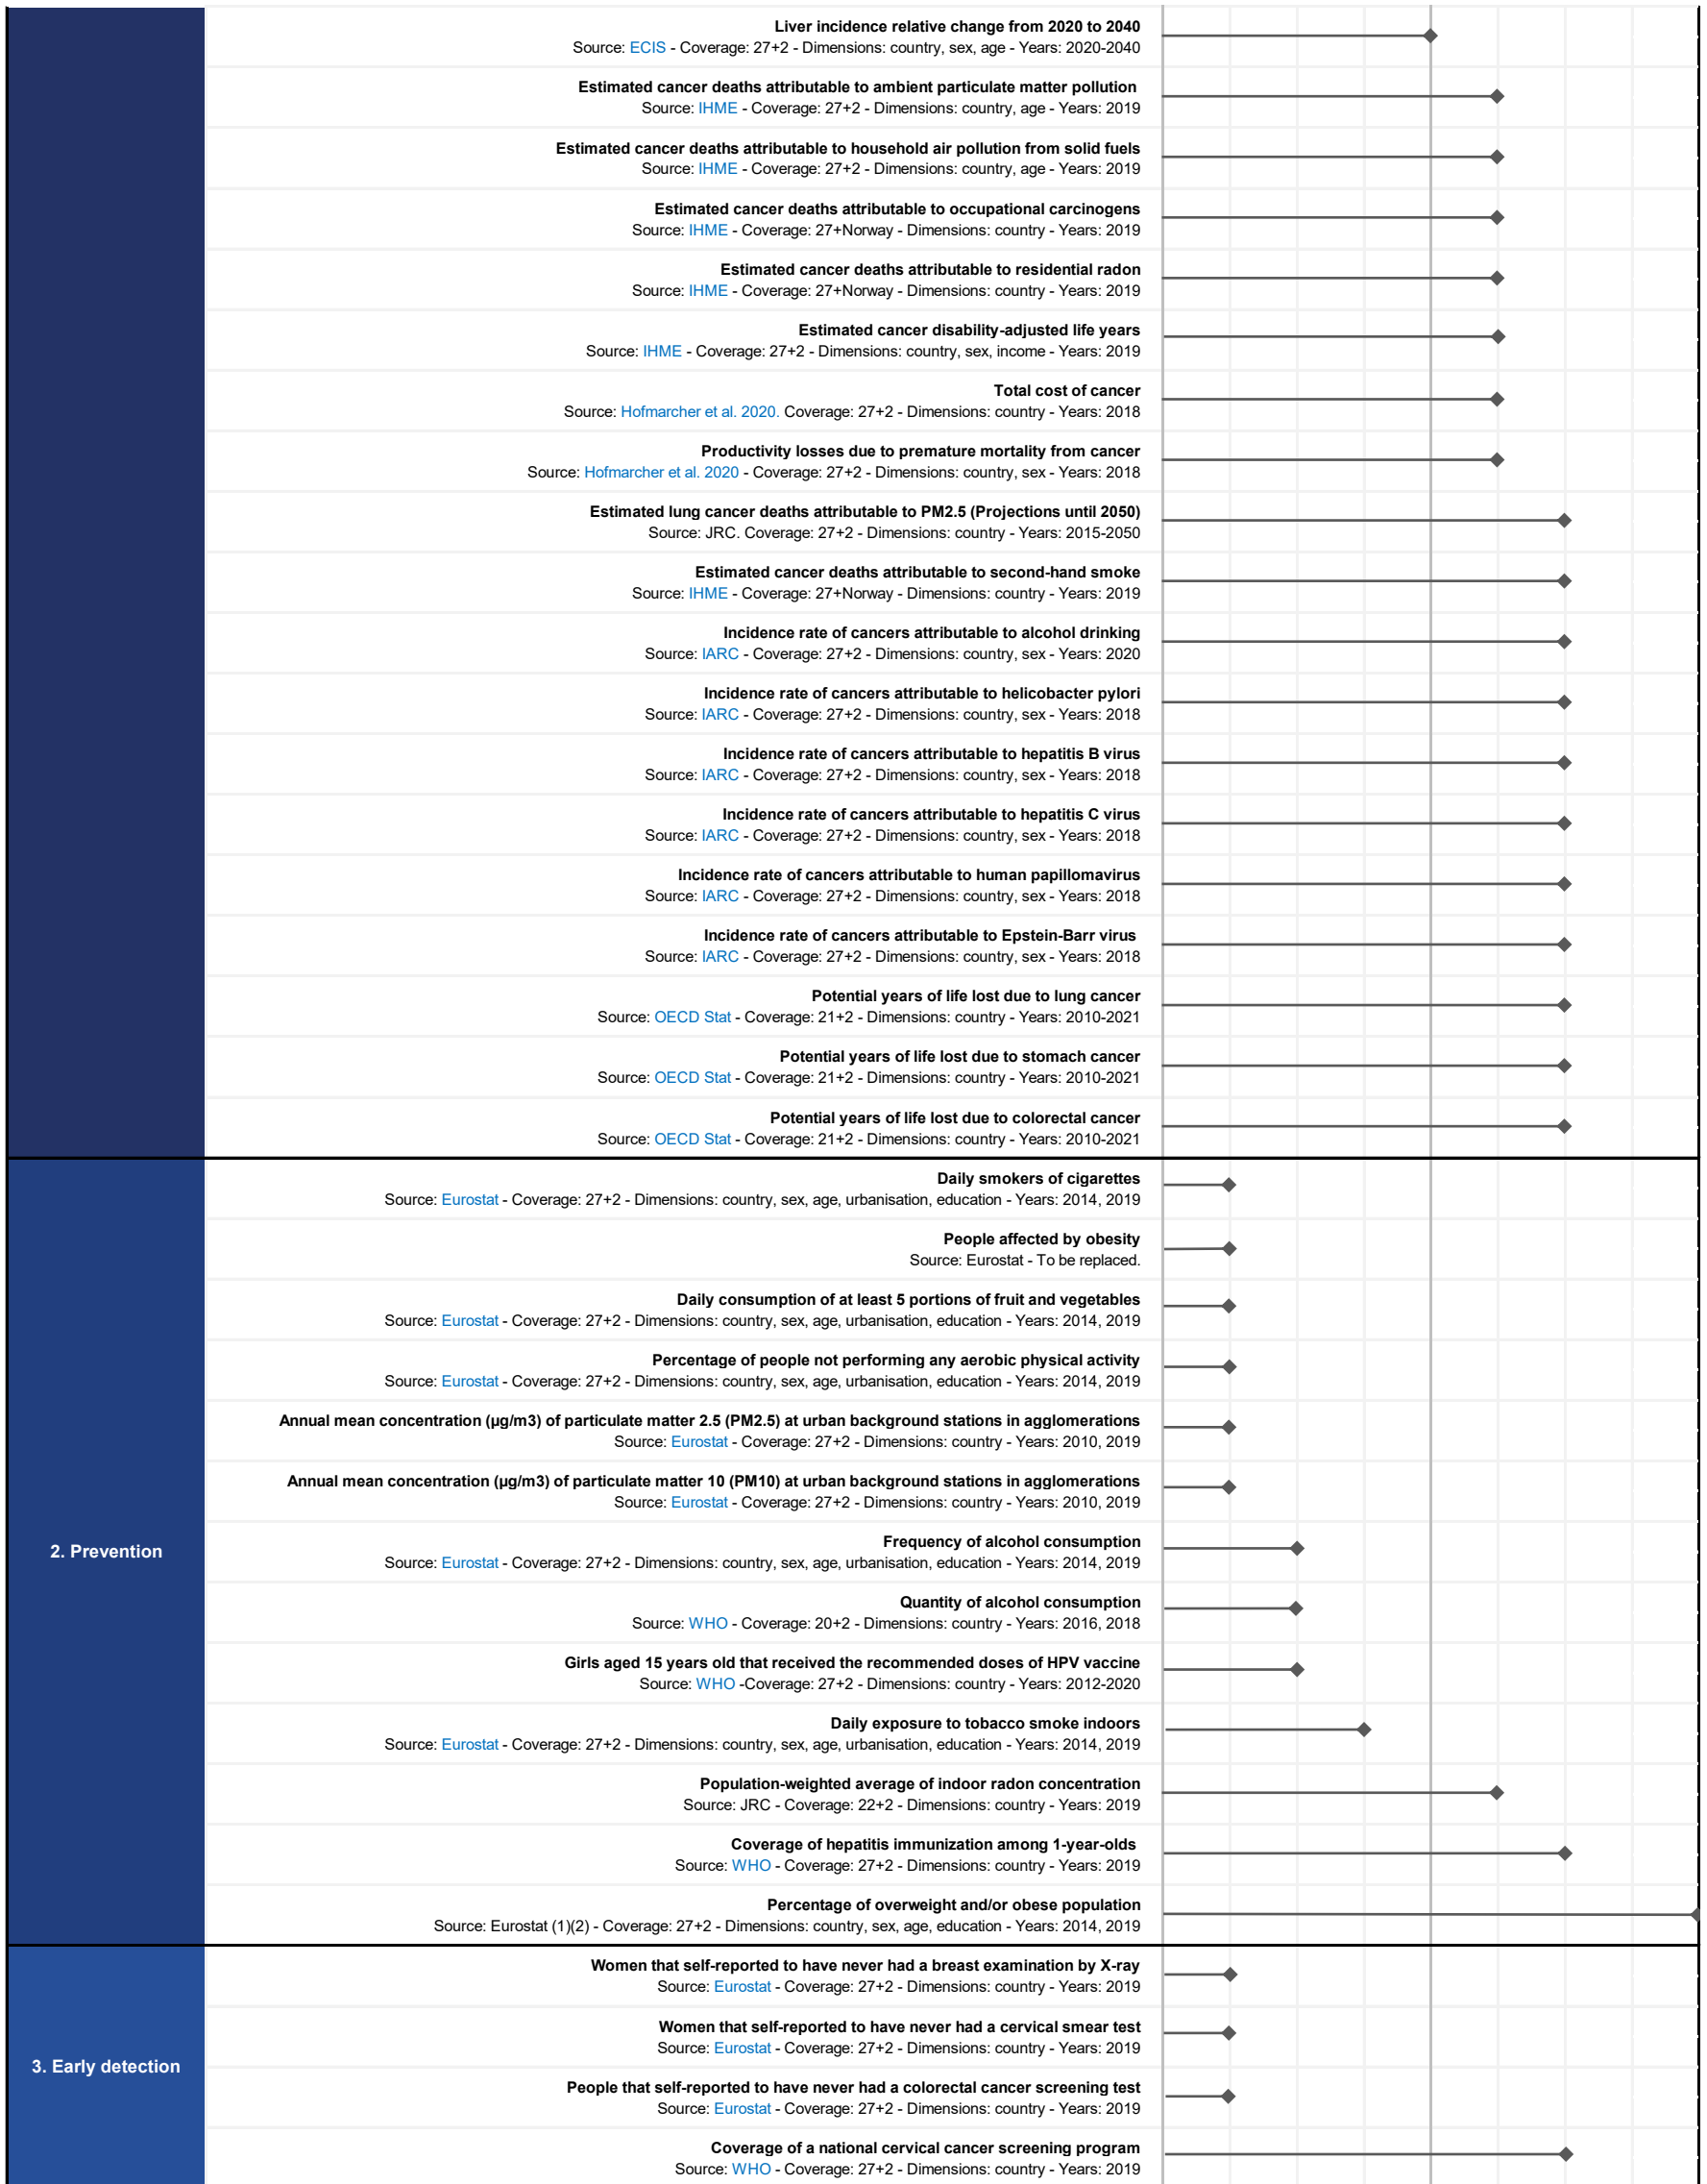 Liver incidence relative change from 2020 to 2040
Source: ECIS - Coverage: 27+2 - Dimensions: country, sex, age - Years: 2020-2040
Estimated cancer deaths attributable to ambient particulate matter pollution
Source: IHME - Coverage: 27+2 - Dimensions: country, age - Years: 2019
Estimated cancer deaths attributable to household air pollution from solid fuels
Source: IHME - Coverage: 27+2 - Dimensions: country, age - Years: 2019
Estimated cancer deaths attributable to occupational carcinogens
Source: IHME - Coverage: 27+Norway - Dimensions: country - Years: 2019
Estimated cancer deaths attributable to residential radon
Source: IHME - Coverage: 27+Norway - Dimensions: country - Years: 2019
Estimated cancer disability-adjusted life years
Source: IHME - Coverage: 27+2 - Dimensions: country, sex, income - Years: 2019
Total cost of cancer
Source: Hofmarcher et al. 2020. Coverage: 27+2 - Dimensions: country - Years: 2018
Productivity losses due to premature mortality from cancer
Source: Hofmarcher et al. 2020 - Coverage: 27+2 - Dimensions: country, sex - Years: 2018
Estimated lung cancer deaths attributable to PM2.5 (Projections until 2050)
Source: JRC. Coverage: 27+2 - Dimensions: country - Years: 2015-2050
Estimated cancer deaths attributable to second-hand smoke
Source: IHME - Coverage: 27+Norway - Dimensions: country - Years: 2019
Incidence rate of cancers attributable to alcohol drinking
Source: IARC - Coverage: 27+2 - Dimensions: country, sex - Years: 2020
Incidence rate of cancers attributable to helicobacter pylori
Source: IARC - Coverage: 27+2 - Dimensions: country, sex - Years: 2018
Incidence rate of cancers attributable to hepatitis B virus
Source: IARC - Coverage: 27+2 - Dimensions: country, sex - Years: 2018
Incidence rate of cancers attributable to hepatitis C virus
Source: IARC - Coverage: 27+2 - Dimensions: country, sex - Years: 2018
Incidence rate of cancers attributable to human papillomavirus
Source: IARC - Coverage: 27+2 - Dimensions: country, sex - Years: 2018
Incidence rate of cancers attributable to Epstein-Barr virus
Source: IARC - Coverage: 27+2 - Dimensions: country, sex - Years: 2018
Potential years of life lost due to lung cancer
Source: OECD Stat - Coverage: 21+2 - Dimensions: country - Years: 2010-2021
Potential years of life lost due to stomach cancer
Source: OECD Stat - Coverage: 21+2 - Dimensions: country - Years: 2010-2021
Potential years of life lost due to colorectal cancer
Source: OECD Stat - Coverage: 21+2 - Dimensions: country - Years: 2010-2021
2. Prevention
Daily smokers of cigarettes
Source: Eurostat - Coverage: 27+2 - Dimensions: country, sex, age, urbanisation, education - Years: 2014, 2019
People affected by obesity
Source: Eurostat - To be replaced.
Daily consumption of at least 5 portions of fruit and vegetables
Source: Eurostat - Coverage: 27+2 - Dimensions: country, sex, age, urbanisation, education - Years: 2014, 2019
Percentage of people not performing any aerobic physical activity
Source: Eurostat - Coverage: 27+2 - Dimensions: country, sex, age, urbanisation, education - Years: 2014, 2019
Annual mean concentration (µg/m3) of particulate matter 2.5 (PM2.5) at urban background stations in agglomerations
Source: Eurostat - Coverage: 27+2 - Dimensions: country - Years: 2010, 2019
Annual mean concentration (µg/m3) of particulate matter 10 (PM10) at urban background stations in agglomerations
Source: Eurostat - Coverage: 27+2 - Dimensions: country - Years: 2010, 2019
Frequency of alcohol consumption
Source: Eurostat - Coverage: 27+2 - Dimensions: country, sex, age, urbanisation, education - Years: 2014, 2019
Quantity of alcohol consumption
Source: WHO - Coverage: 20+2 - Dimensions: country - Years: 2016, 2018
Girls aged 15 years old that received the recommended doses of HPV vaccine
Source: WHO -Coverage: 27+2 - Dimensions: country - Years: 2012-2020
Daily exposure to tobacco smoke indoors
Source: Eurostat - Coverage: 27+2 - Dimensions: country, sex, age, urbanisation, education - Years: 2014, 2019
Population-weighted average of indoor radon concentration
Source: JRC - Coverage: 22+2 - Dimensions: country - Years: 2019
Coverage of hepatitis immunization among 1-year-olds
Source: WHO - Coverage: 27+2 - Dimensions: country - Years: 2019
Percentage of overweight and/or obese population
Source: Eurostat (1)(2) - Coverage: 27+2 - Dimensions: country, sex, age, education - Years: 2014, 2019
3. Early detection
Women that self-reported to have never had a breast examination by X-ray
Source: Eurostat - Coverage: 27+2 - Dimensions: country - Years: 2019
Women that self-reported to have never had a cervical smear test
Source: Eurostat - Coverage: 27+2 - Dimensions: country - Years: 2019
People that self-reported to have never had a colorectal cancer screening test
Source: Eurostat - Coverage: 27+2 - Dimensions: country - Years: 2019
Coverage of a national cervical cancer screening program
Source: WHO - Coverage: 27+2 - Dimensions: country - Years: 2019